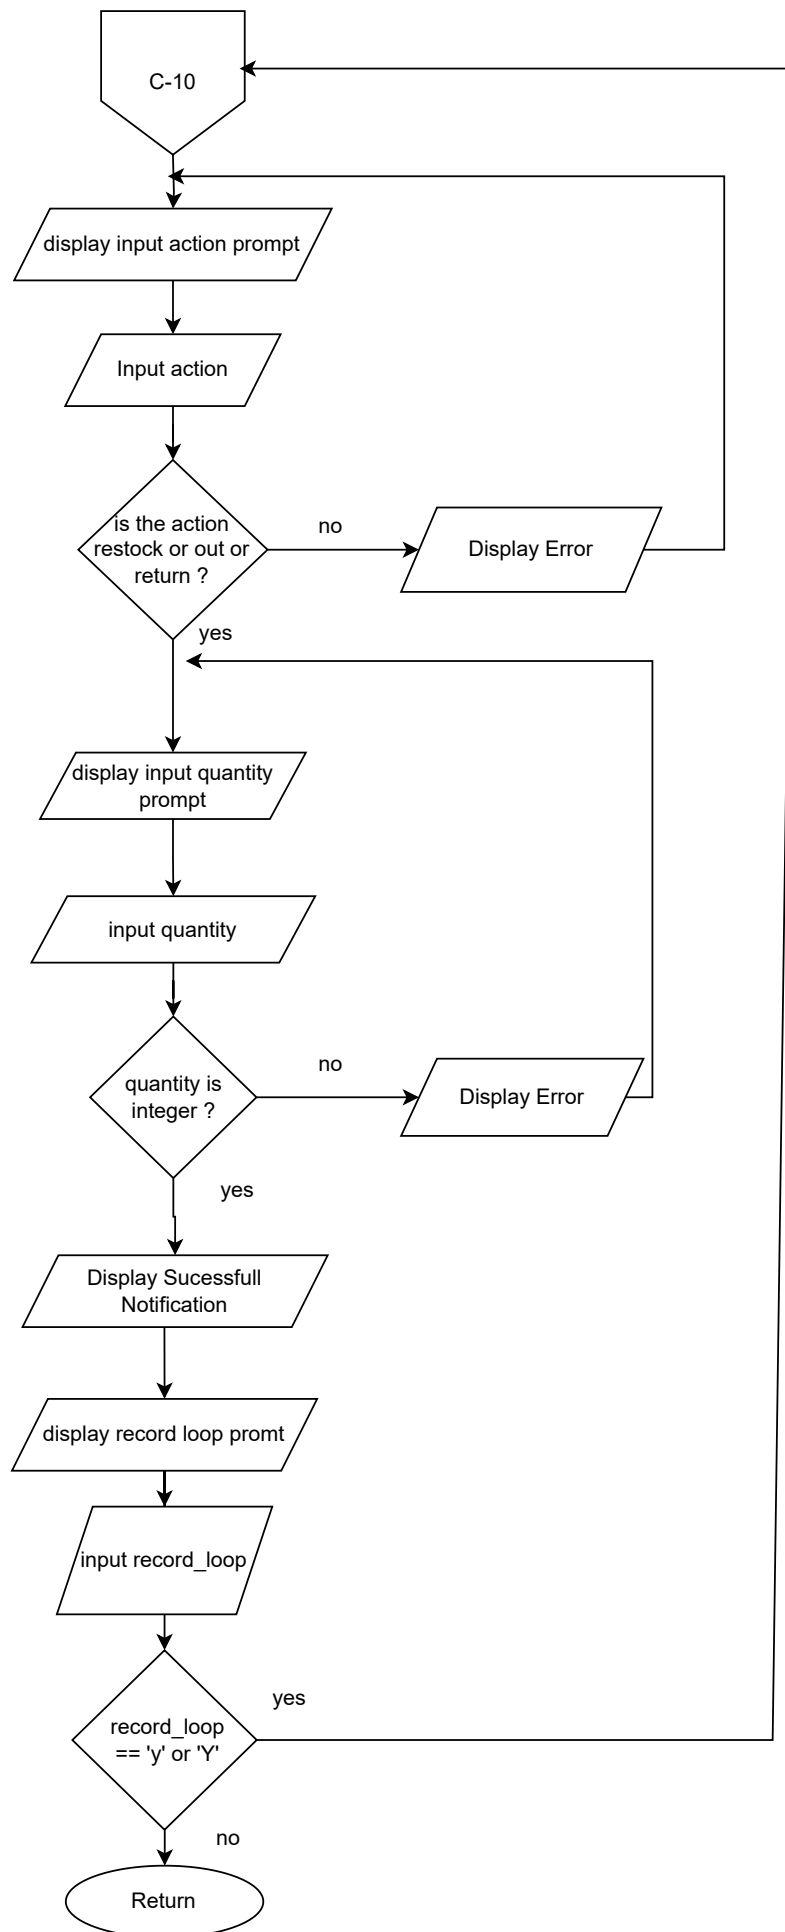 C-10
display input action prompt
Input action
is the action
restock or out or
return ?
no
Display Error
yes
display input quantity
prompt
input quantity
quantity is
integer ?
no
Display Error
yes
Display Sucessfull
Notification
display record loop promt
input record_loop
record_loop
== 'y' or 'Y'
yes
no
Return